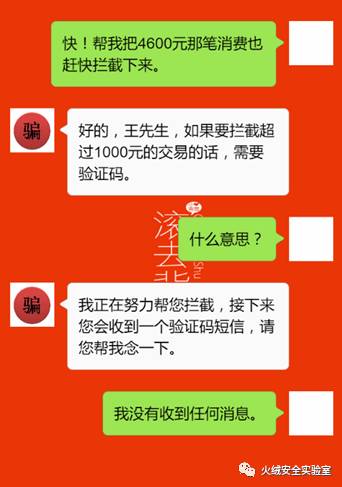 快！帮我把4600元那笔消费也
赶快拦截下来。
骗
好的，王先生，如果要拦截超
过1000元的交易的话，需要
验证码。
滚去背
Shu
什么意思？
骗
我正在努力帮您拦截，接下来
您会收到一个验证码短信，请
您帮我念一下。
我没有收到任何消息。
火绒安全实验室